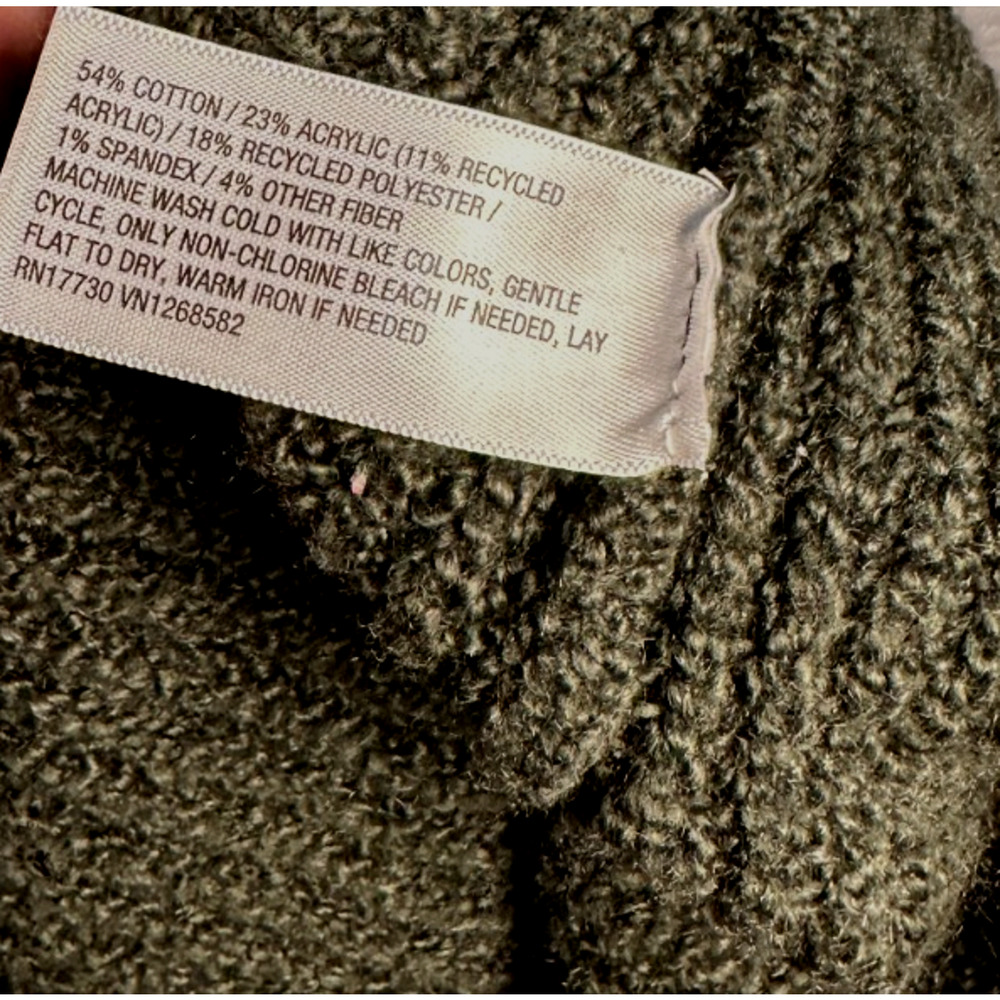 54% COTTON / 23% ACRYLIC (11% RECYCLED
ACRYLIC) / 18% RECYCLED POLYESTER /
1% SPANDEX / 4% OTHER FIBER
MACHINE WASH COLD WITH LIKE COLORS, GENTLE
CYCLE, ONLY NON-CHLORINE BLEACH IF NEEDED, LAY
FLAT TO DRY, WARM IRON IF NEEDED
RN17730 VN1268582